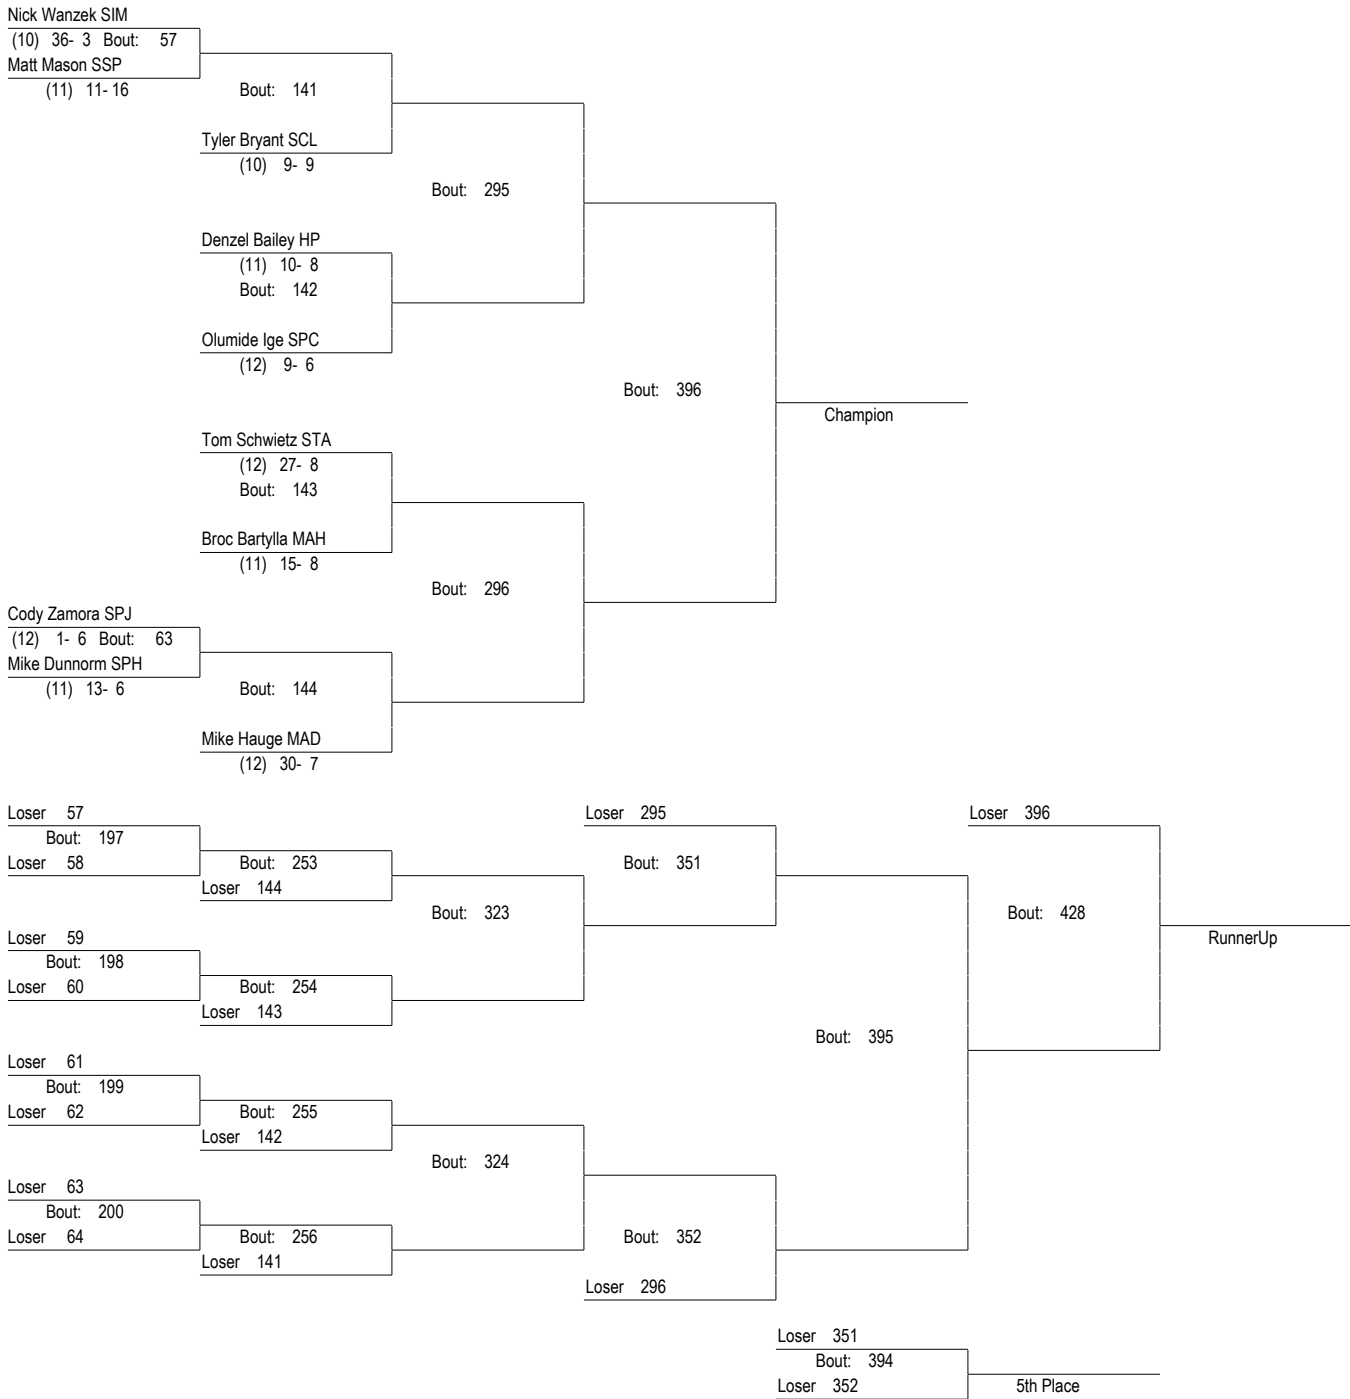 Nick Wanzek SIM
(10) 36- 3 Bout: 57
Matt Mason SSP
(11) 11- 16
Bout: 141
Tyler Bryant SCL
(10) 9- 9
Bout: 295
Denzel Bailey HP
(11) 10- 8
Bout: 142
Olumide Ige SPC
(12) 9- 6
Bout: 396
Champion
Tom Schwietz STA
(12) 27- 8
Bout: 143
Broc Bartylla MAH
(11) 15- 8
Bout: 296
Cody Zamora SPJ
(12) 1- 6 Bout: 63
Mike Dunnorm SPH
(11) 13- 6
Bout: 144
Mike Hauge MAD
(12) 30- 7
Loser 57
Bout: 197
Loser 58
Bout: 253
Loser 144
Bout: 323
Loser 59
Bout: 198
Loser 60
Bout: 254
Loser 143
Loser 295
Bout: 351
Loser 396
Bout: 428
RunnerUp
Bout: 395
Loser 61
Bout: 199
Loser 62
Bout: 255
Loser 142
Bout: 324
Loser 63
Bout: 200
Loser 64
Bout: 256
Loser 141
Bout: 352
Loser 296
Loser 351
Bout: 394
Loser 352
5th Place